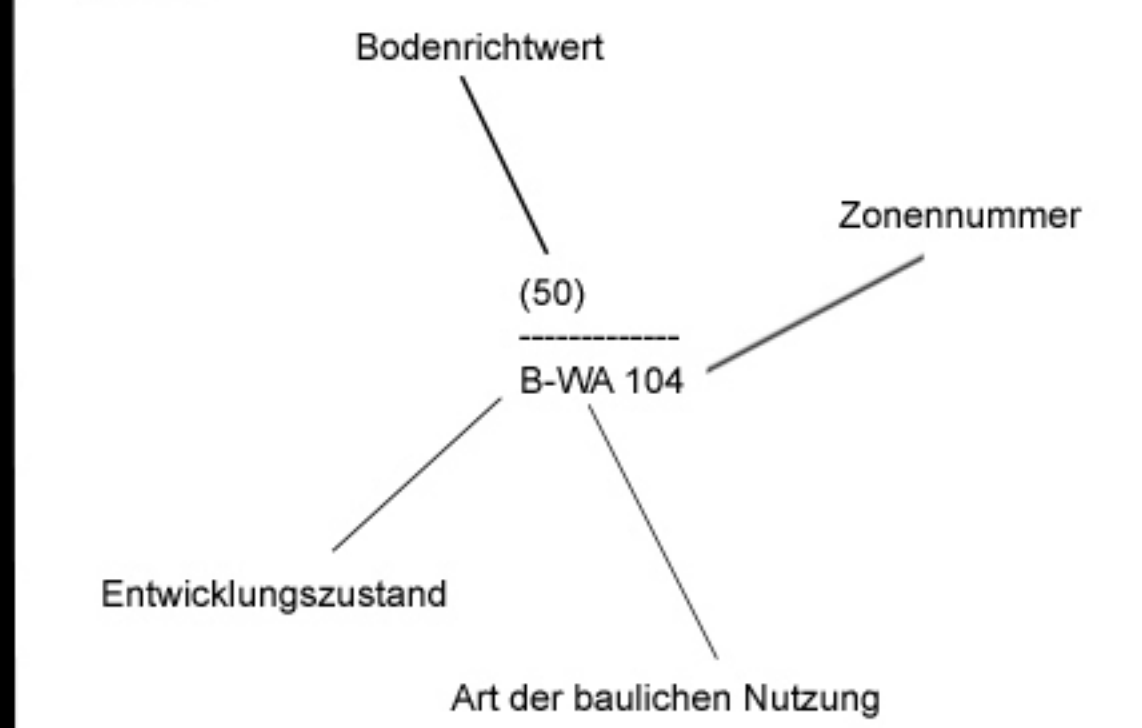 Bodenrichtwert
Zonennummer
(50)
-------------
B-WA 104
Entwicklungszustand
Art der baulichen Nutzung